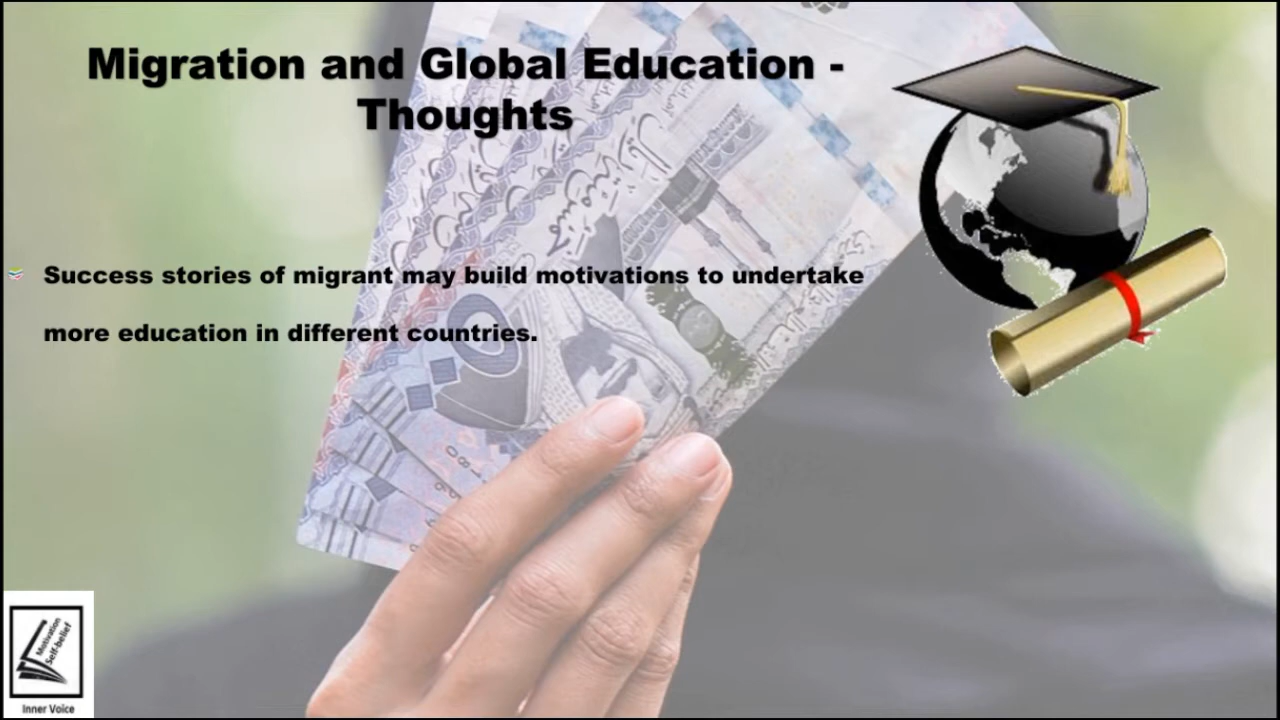 Migration and Global Education -
Thoughts
Success stories of migrant may build motivations to undertake
more education in different countries.
Motivation
Self-belief
Inner Voice